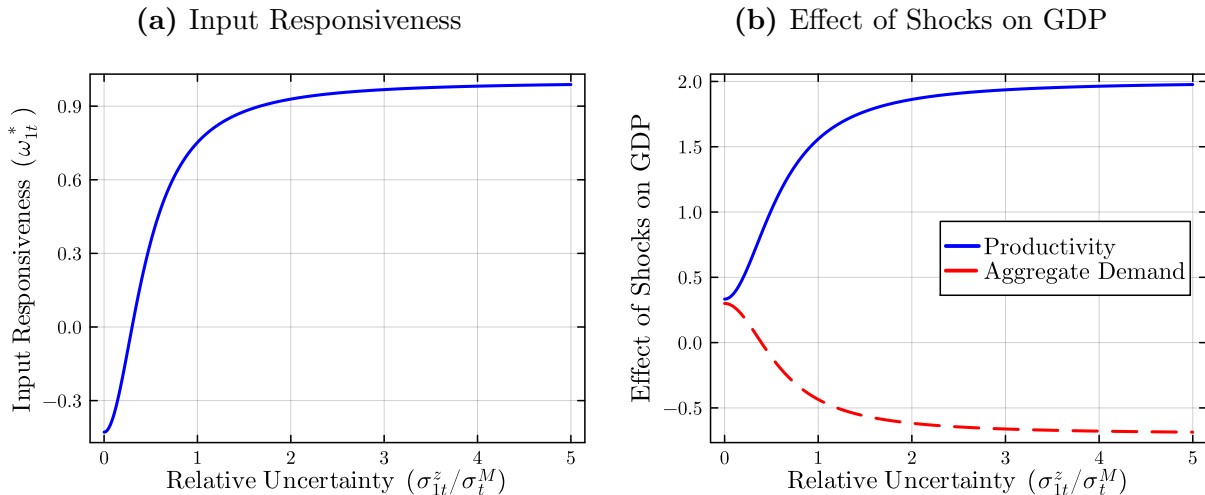 (a) Input Responsiveness
Input Responsiveness (ω*₁ₜ)
0.9
0.6
0.3
0.0
−0.3
0 1 2 3 4 5
Relative Uncertainty (σᶻ₁ₜ/σᴹₜ)
(b) Effect of Shocks on GDP
Effect of Shocks on GDP
2.0
1.5
1.0
0.5
0.0
−0.5
Productivity
Aggregate Demand
0 1 2 3 4 5
Relative Uncertainty (σᶻ₁ₜ/σᴹₜ)